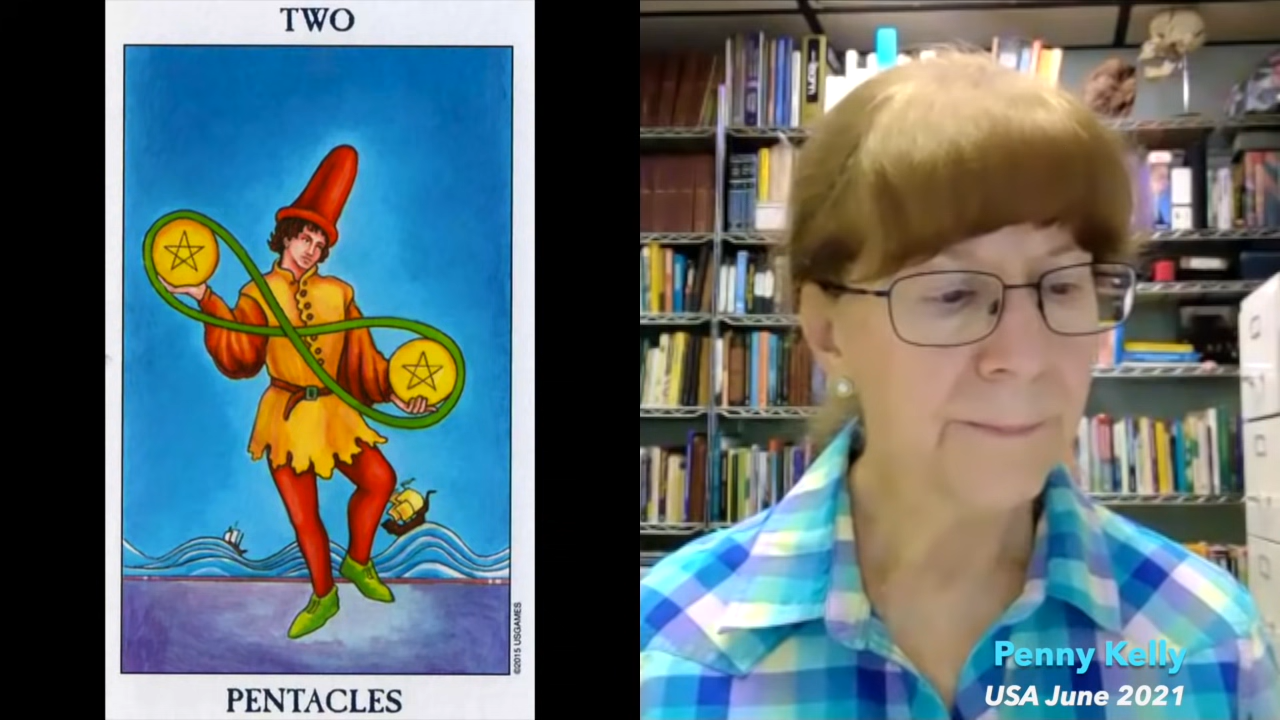 TWO
©2015 USGAMES
PENTACLES
Penny Kelly
USA June 2021